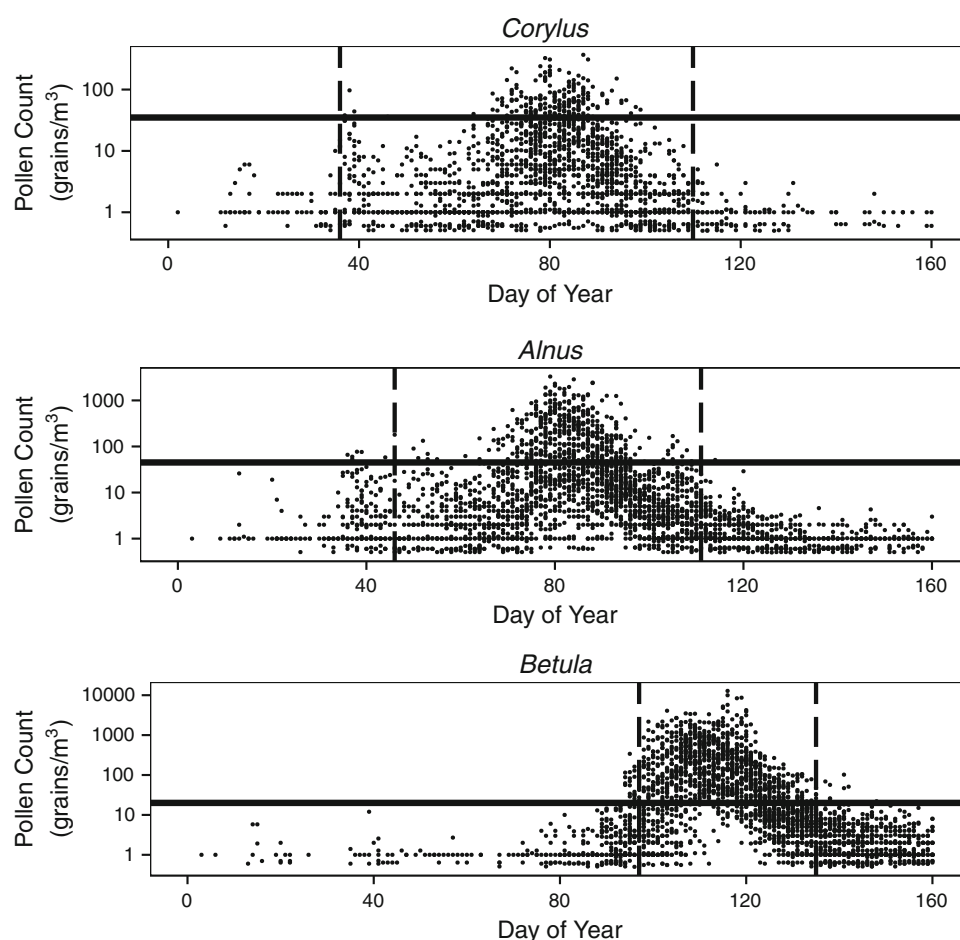 Corylus
Pollen Count
(grains/m³)
100
10
1
0 40 80 120 160
Day of Year
Alnus
Pollen Count
(grains/m³)
1000
100
10
1
0 40 80 120 160
Day of Year
Betula
Pollen Count
(grains/m³)
10000
1000
100
10
1
0 40 80 120 160
Day of Year